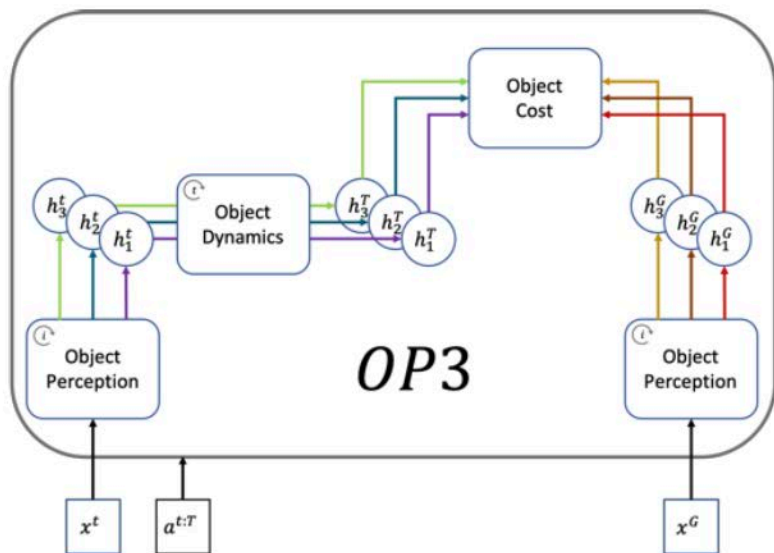 Object
Cost
h_3^t
h_2^t
h_1^t
t
Object
Dynamics
h_3^T
h_2^T
h_1^T
h_3^G
h_2^G
h_1^G
i
Object
Perception
OP3
i
Object
Perception
x^t
a^{t:T}
x^G